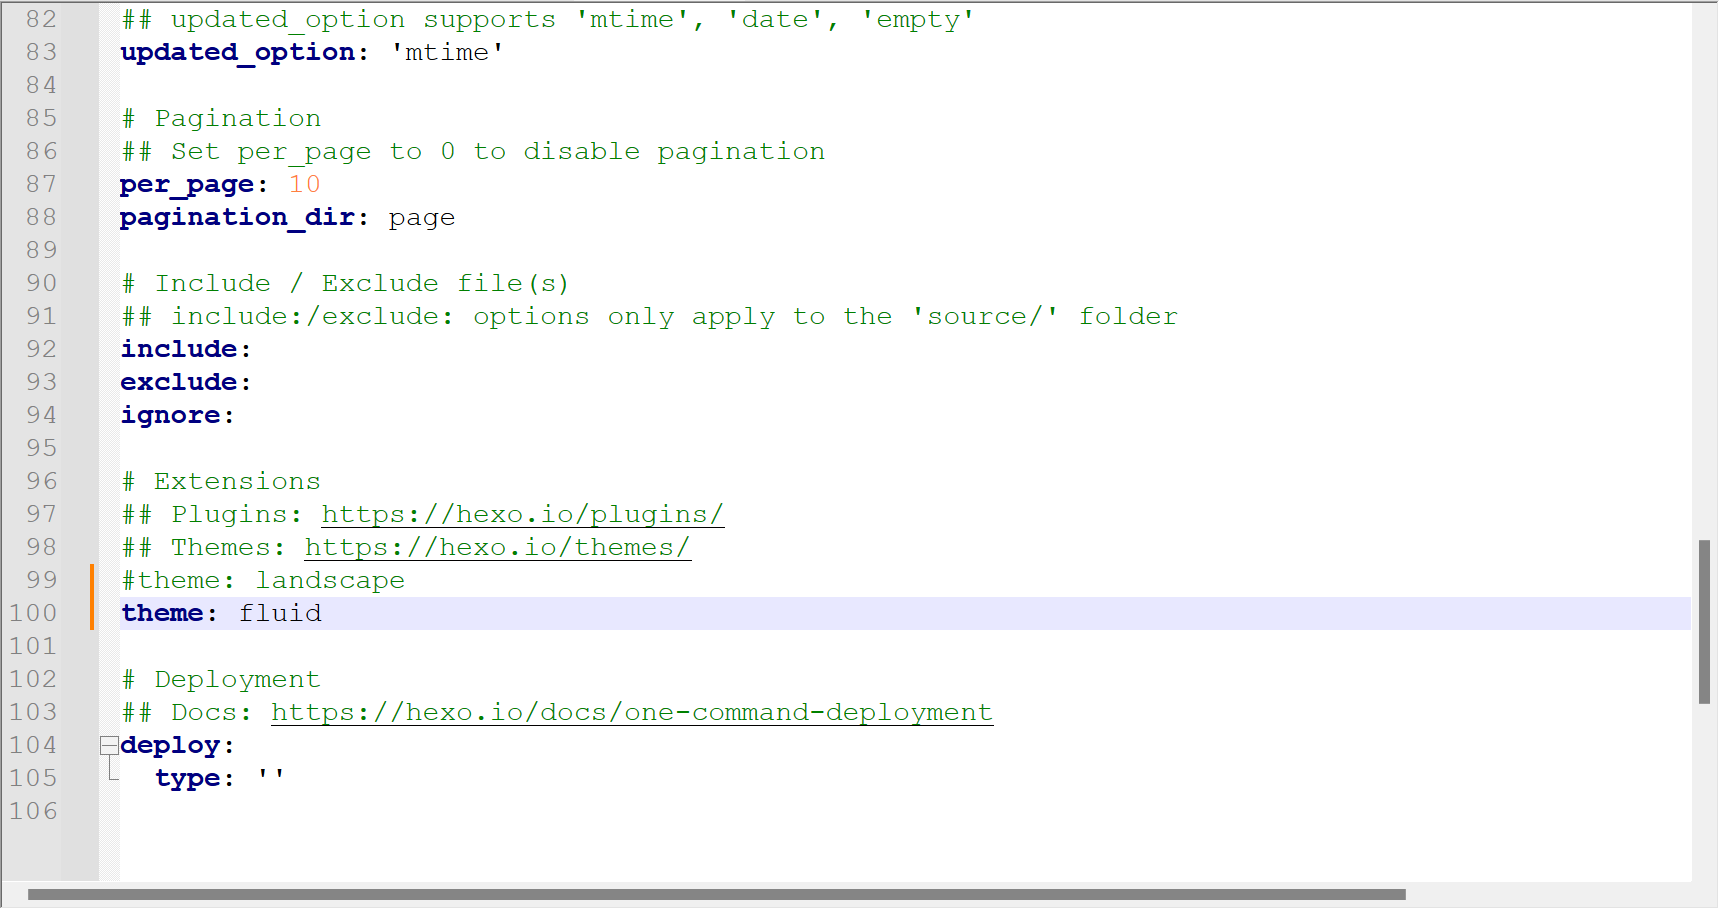 82 ## updated_option supports 'mtime', 'date', 'empty'
83 updated_option: 'mtime'
84
85 # Pagination
86 ## Set per_page to 0 to disable pagination
87 per_page: 10
88 pagination_dir: page
89
90 # Include / Exclude file(s)
91 ## include:/exclude: options only apply to the 'source/' folder
92 include:
93 exclude:
94 ignore:
95
96 # Extensions
97 ## Plugins: https://hexo.io/plugins/
98 ## Themes: https://hexo.io/themes/
99 #theme: landscape
100 theme: fluid
101
102 # Deployment
103 ## Docs: https://hexo.io/docs/one-command-deployment
104 deploy:
105   type: ''
106